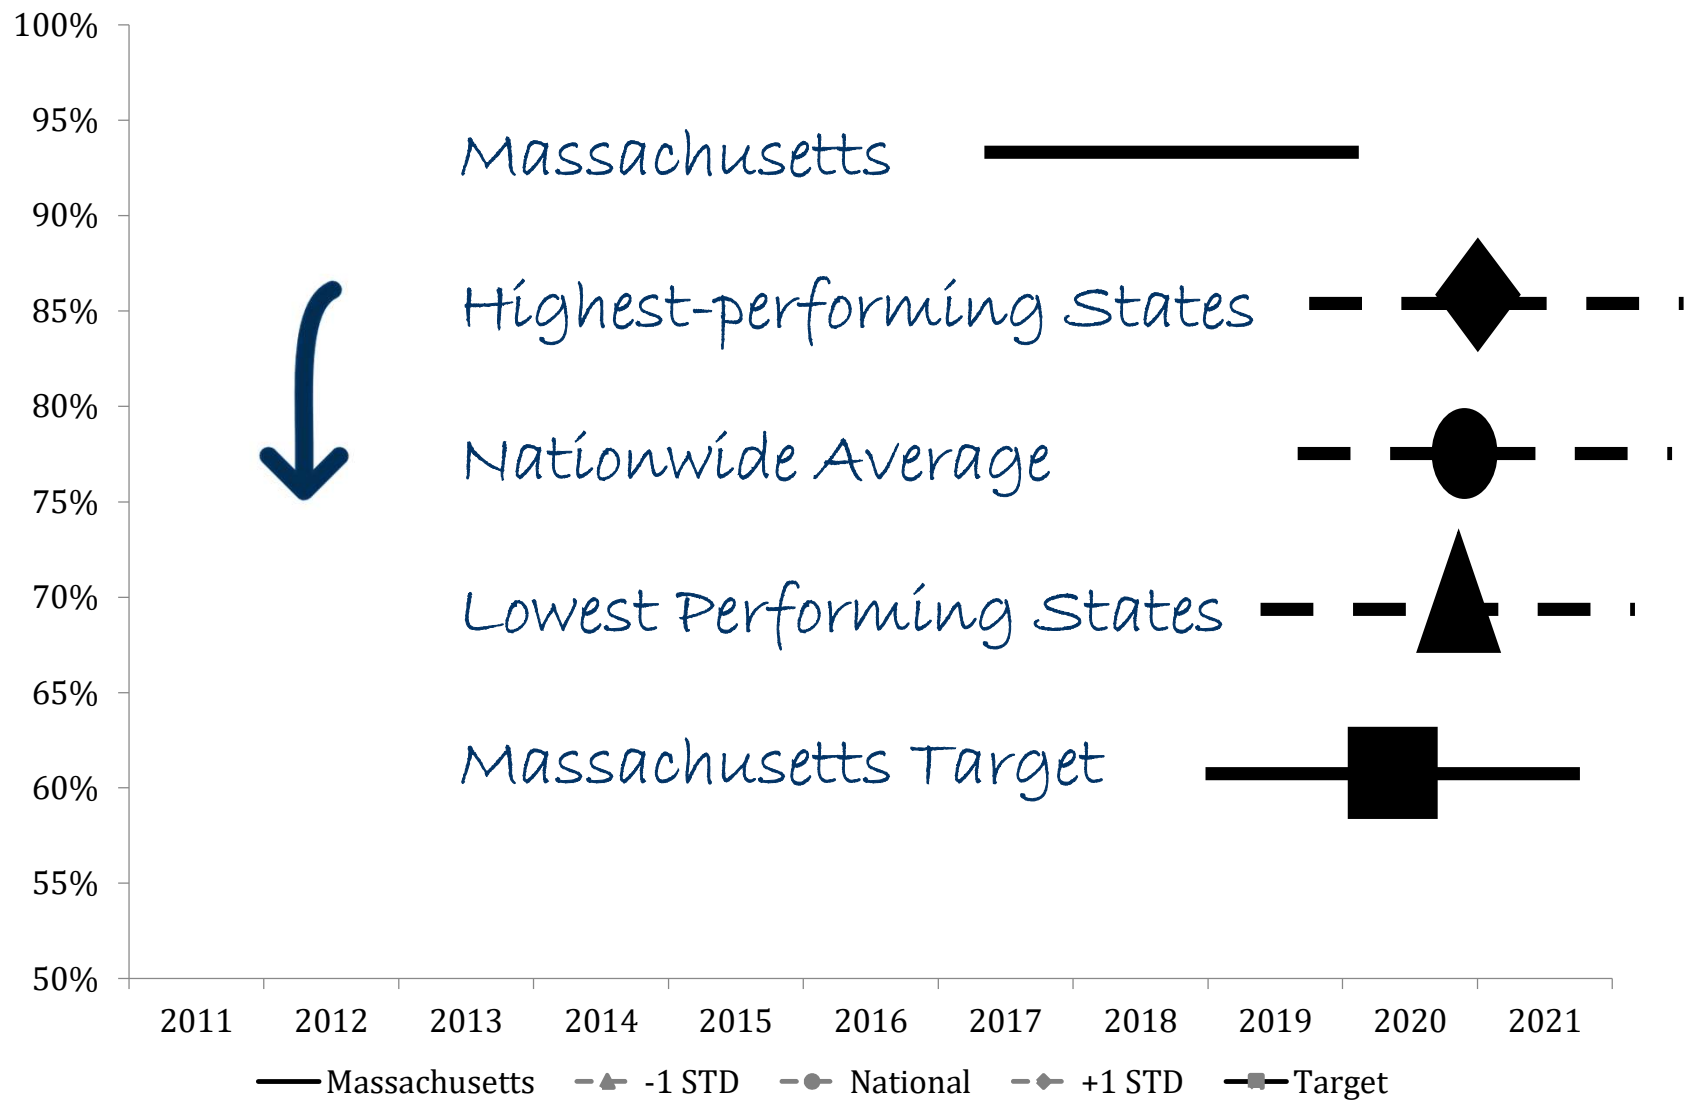 100%
95%
Massachusetts
90%
Highest-performing States
85%
80%
Nationwide Average
75%
70%
Lowest Performing States
65%
Massachusetts Target
60%
55%
50%
2011 2012 2013 2014 2015 2016 2017 2018 2019 2020 2021
Massachusetts -1 STD National +1 STD Target